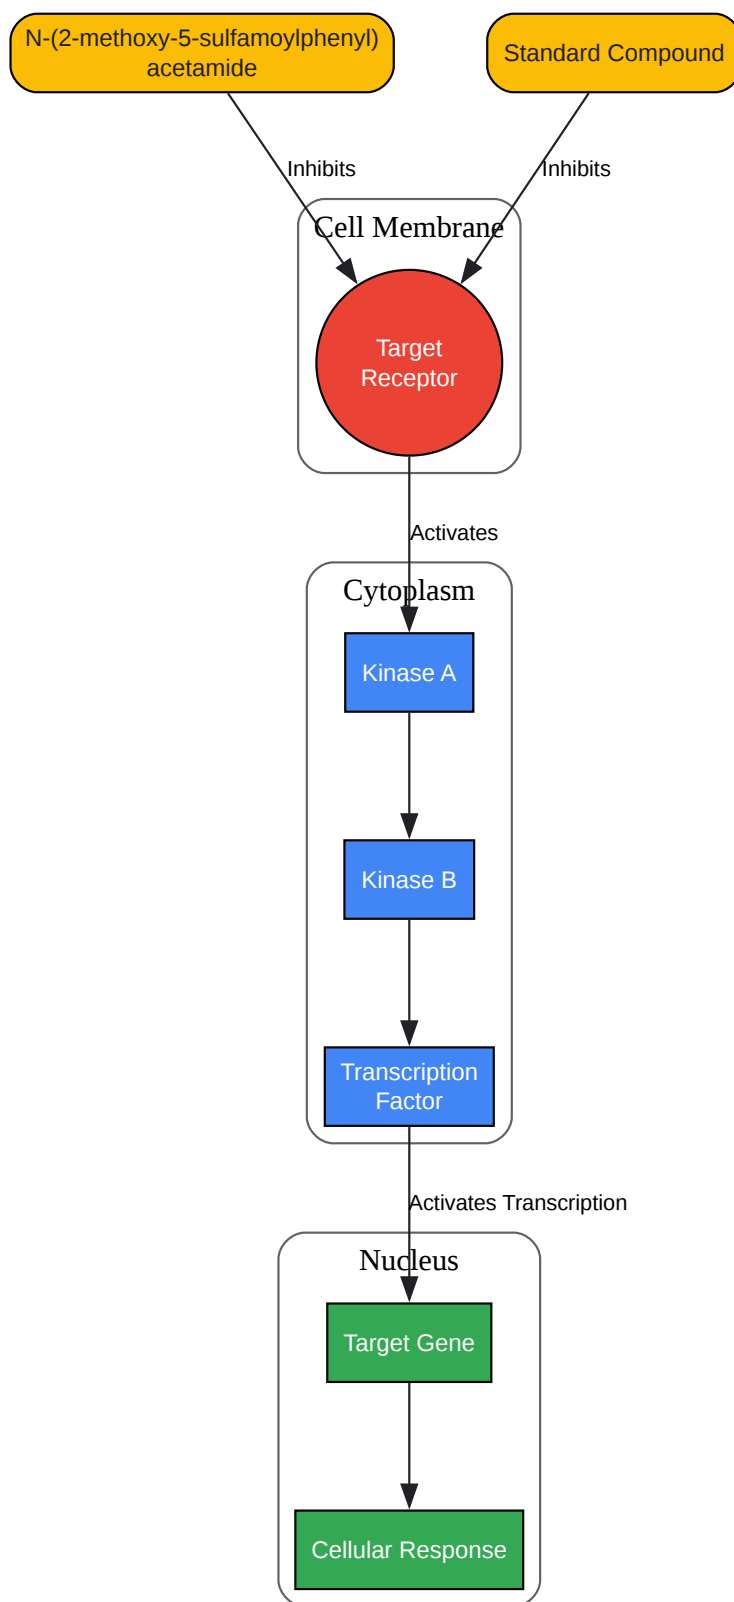 N-(2-methoxy-5-sulfamoylphenyl)
acetamide
Standard Compound
Inhibits
Inhibits
Cell Membrane
Target
Receptor
Activates
Cytoplasm
Kinase A
Kinase B
Transcription
Factor
Activates Transcription
Nucleus
Target Gene
Cellular Response